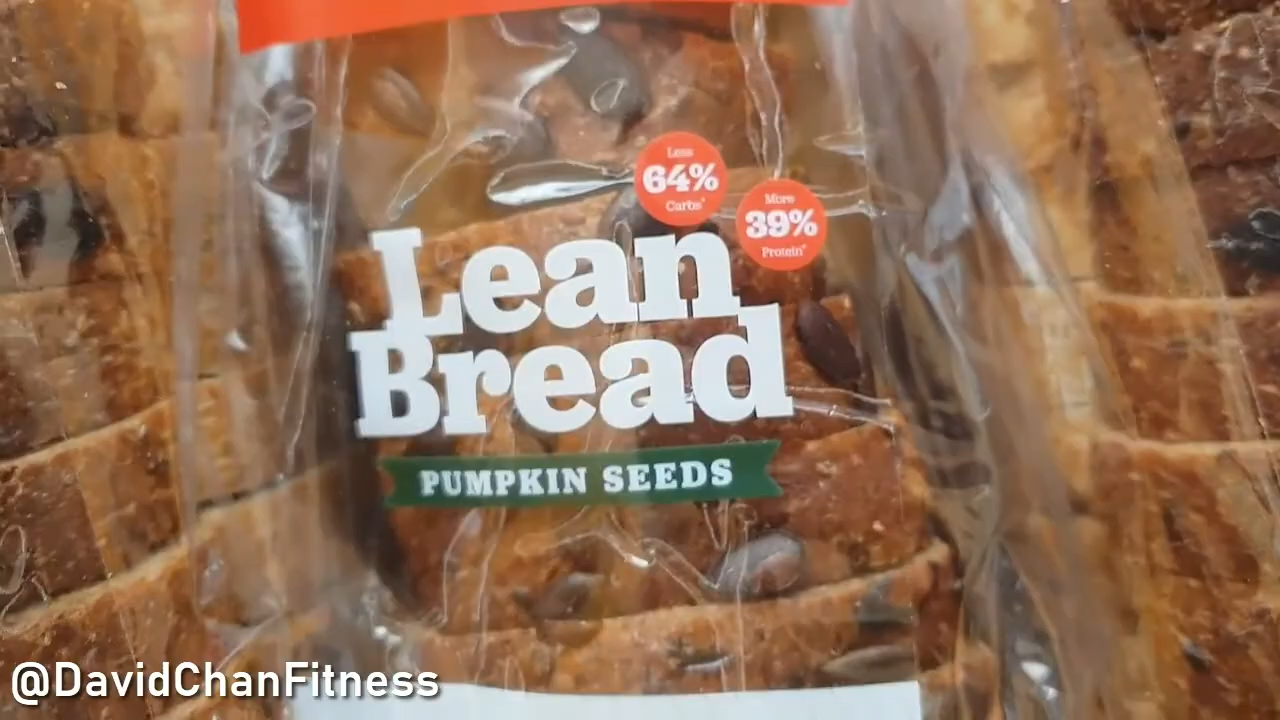 Less
64%
Carbs*
More
39%
Protein*
Lean
Bread
PUMPKIN SEEDS
@DavidChanFitness